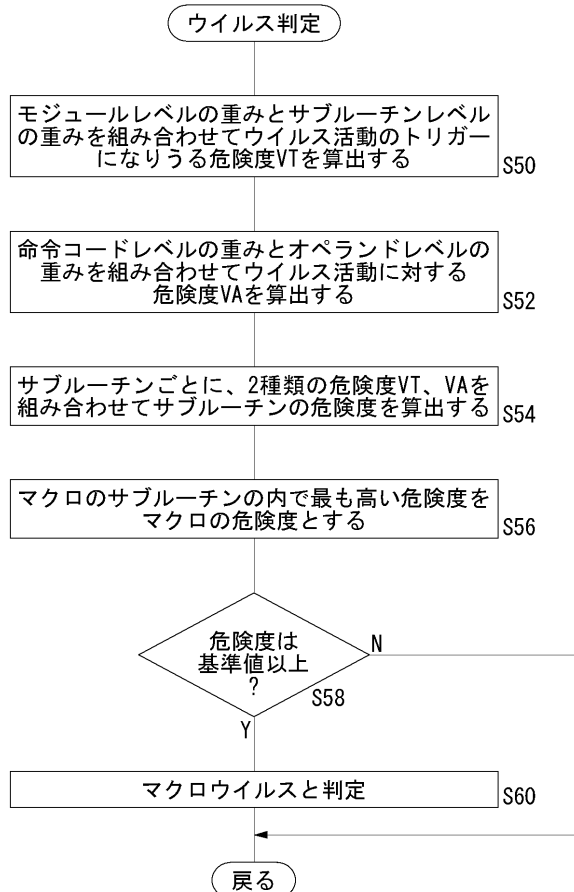 ウイルス判定
モジュールレベルの重みとサブルーチンレベル
の重みを組み合わせてウイルス活動のトリガー
になりうる危険度VTを算出する
S50
命令コードレベルの重みとオペランドレベルの
重みを組み合わせてウイルス活動に対する
危険度VAを算出する
S52
サブルーチンごとに、2種類の危険度VT、VAを
組み合わせてサブルーチンの危険度を算出する
S54
マクロのサブルーチンの内で最も高い危険度を
マクロの危険度とする
S56
危険度は
基準値以上
?
N
S58
Y
マクロウイルスと判定
S60
戻る